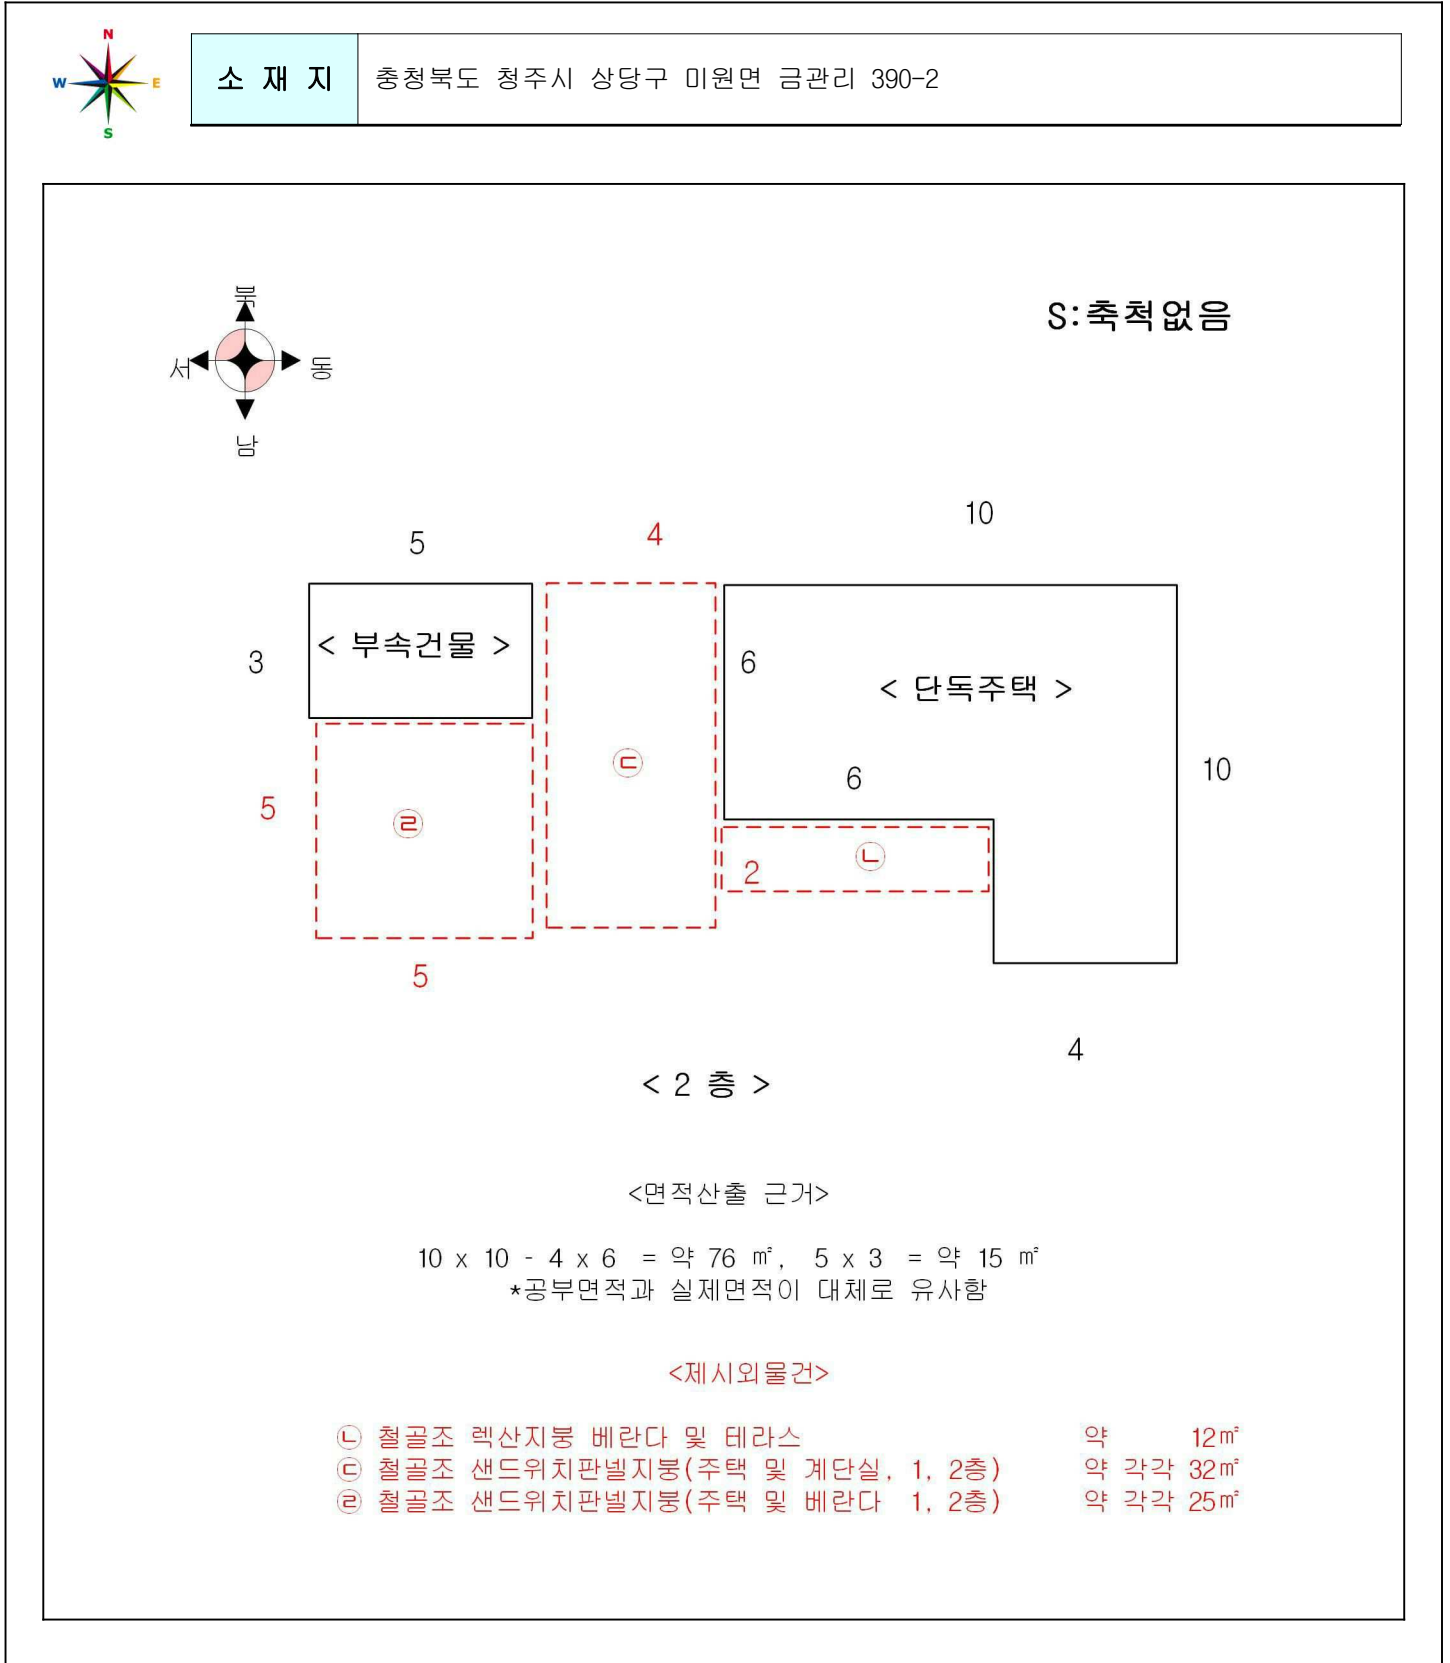 N
W E
S
소 재 지 충청북도 청주시 상당구 미원면 금관리 390-2
북
서 동
남
S:축척없음
5 4 10
3 < 부속건물 > 6 < 단독주택 >
㉢ 6 10
5 ㉣ 2 ㉡
5
4
< 2 층 >
<면적산출 근거>
10 x 10 - 4 x 6 = 약 76 ㎡, 5 x 3 = 약 15 ㎡
*공부면적과 실제면적이 대체로 유사함
<제시외물건>
㉡ 철골조 렉산지붕 베란다 및 테라스 약 12㎡
㉢ 철골조 샌드위치판넬지붕(주택 및 계단실, 1, 2층) 약 각각 32㎡
㉣ 철골조 샌드위치판넬지붕(주택 및 베란다 1, 2층) 약 각각 25㎡